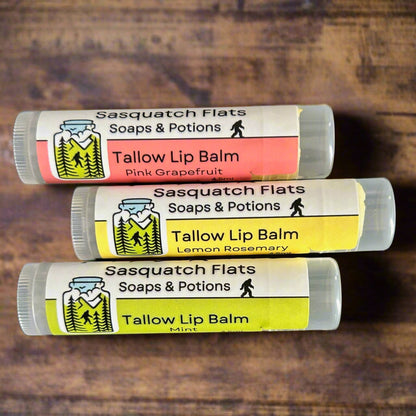 Sasquatch Flats
Soaps & Potions
Tallow Lip Balm
Pink Grapefruit
Sasquatch Flats
Soaps & Potions
Tallow Lip Balm
Lemon Rosemary
Sasquatch Flats
Soaps & Potions
Tallow Lip Balm
Mint